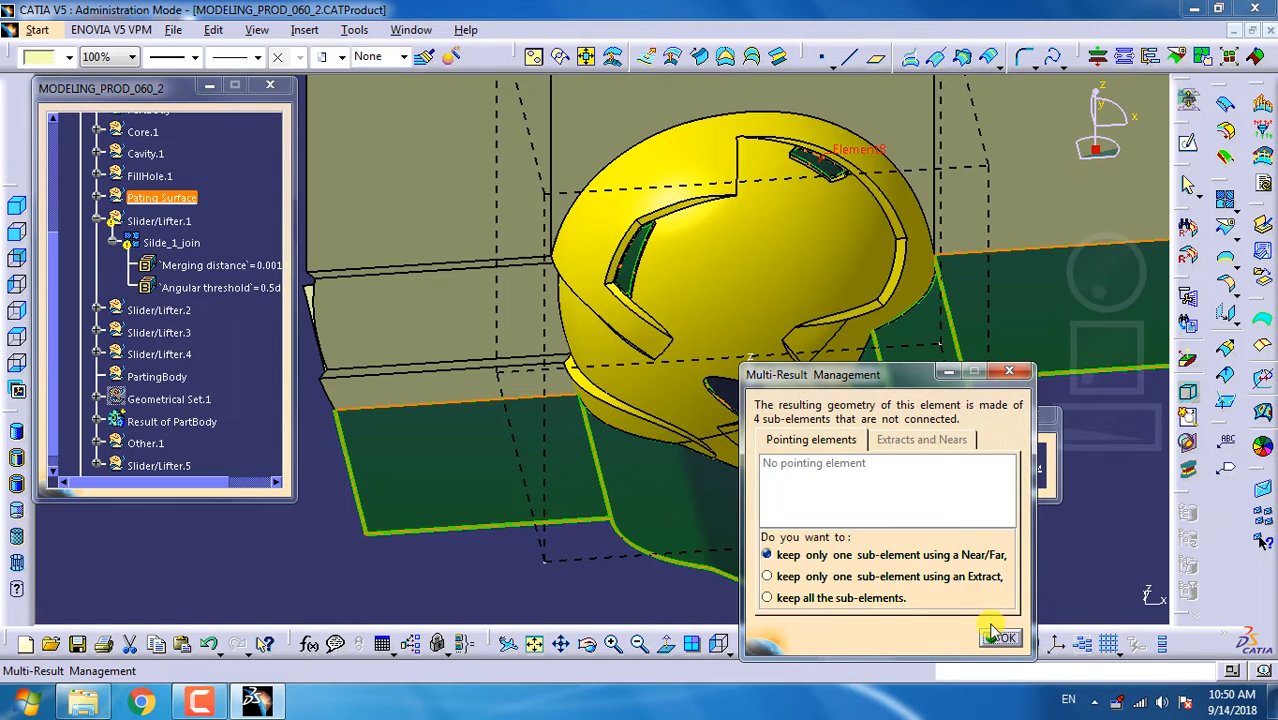 CATIA V5 : Administration Mode - [MODELING_PROD_060_2.CATProduct]
Start ENOVIA V5 VPM File Edit View Insert Tools Window Help
100% None
MODELING_PROD_060_2
Core.1
Cavity.1
FillHole.1
Pating Surface
Slider/Lifter.1
Silde_1_join
`Merging distance`=0.001
`Angular threshold`=0.5d
Slider/Lifter.2
Slider/Lifter.3
Slider/Lifter.4
PartingBody
Geometrical Set.1
Result of PartBody
Other.1
Slider/Lifter.5
z
y
x
z
Multi-Result Management
The resulting geometry of this element is made of
4 sub-elements that are not connected.
Pointing elements Extracts and Nears
No pointing element
Do you want to :
keep only one sub-element using a Near/Far,
keep only one sub-element using an Extract,
keep all the sub-elements.
OK
ABC
z
x
f(x)
CATIA
Multi-Result Management
EN
10:50 AM
9/14/2018